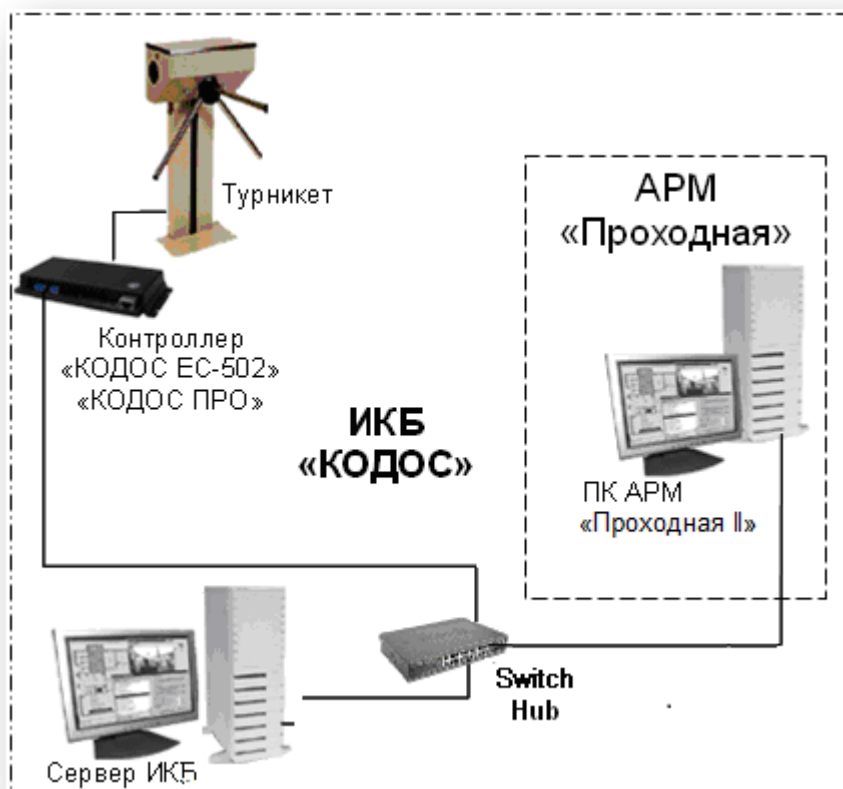 Турникет
АРМ
«Проходная»
Контроллер
«КОДОС ЕС-502»
«КОДОС ПРО»
ИКБ
«КОДОС»
ПК АРМ
«Проходная II»
Switch
Hub
Сервер ИКБ